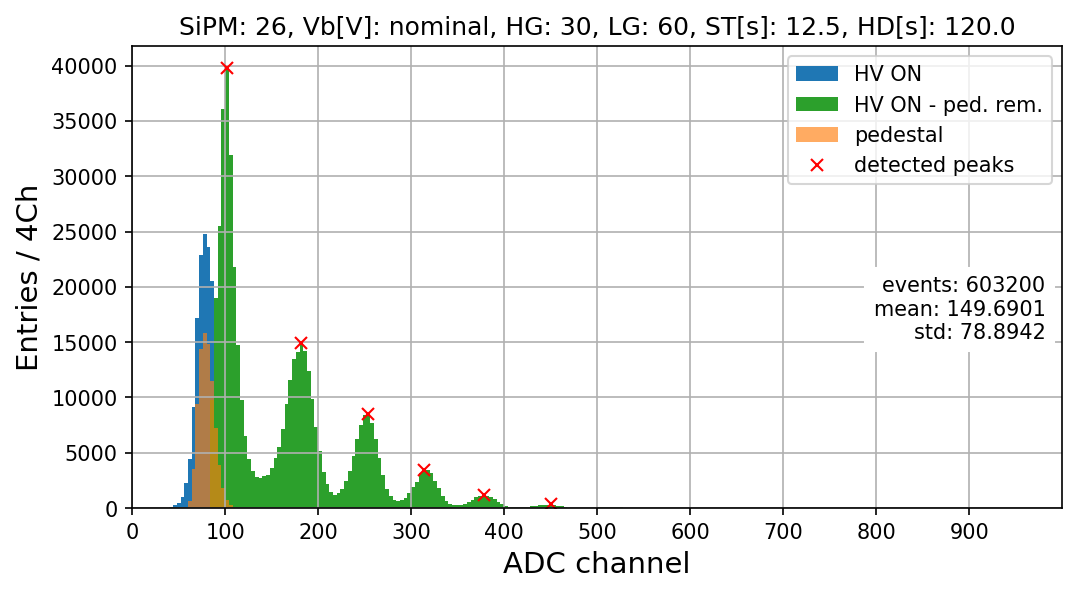 SiPM: 26, Vb[V]: nominal, HG: 30, LG: 60, ST[s]: 12.5, HD[s]: 120.0
Entries / 4Ch
40000
35000
30000
25000
20000
15000
10000
5000
0
HV ON
HV ON - ped. rem.
pedestal
detected peaks
events: 603200
mean: 149.6901
std: 78.8942
0 100 200 300 400 500 600 700 800 900
ADC channel